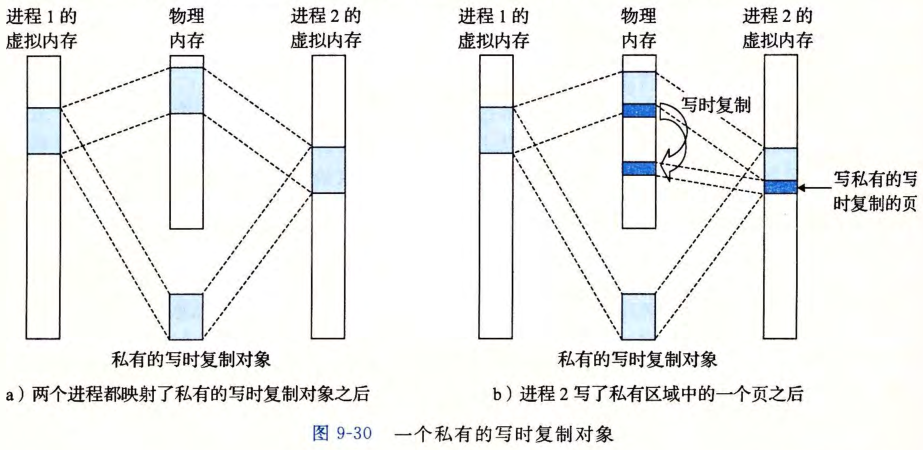 进程1的
虚拟内存
物理
内存
进程2的
虚拟内存
私有的写时复制对象
a）两个进程都映射了私有的写时复制对象之后
进程1的
虚拟内存
物理
内存
进程2的
虚拟内存
写时复制
写私有的写
时复制的页
私有的写时复制对象
b）进程2写了私有区域中的一个页之后
图 9-30 一个私有的写时复制对象